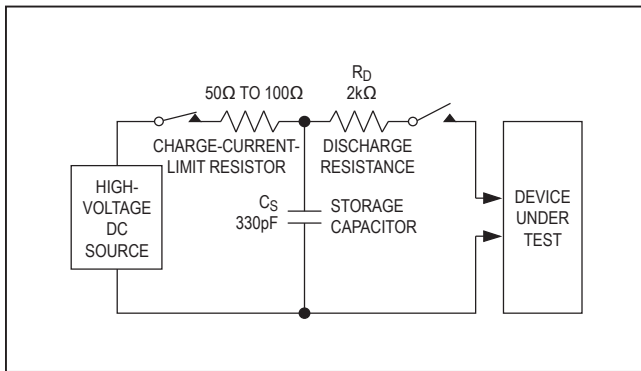 50Ω TO 100Ω
CHARGE-CURRENT-
LIMIT RESISTOR
R_D
2kΩ
DISCHARGE
RESISTANCE
HIGH-
VOLTAGE
DC
SOURCE
C_S
330pF
STORAGE
CAPACITOR
DEVICE
UNDER
TEST